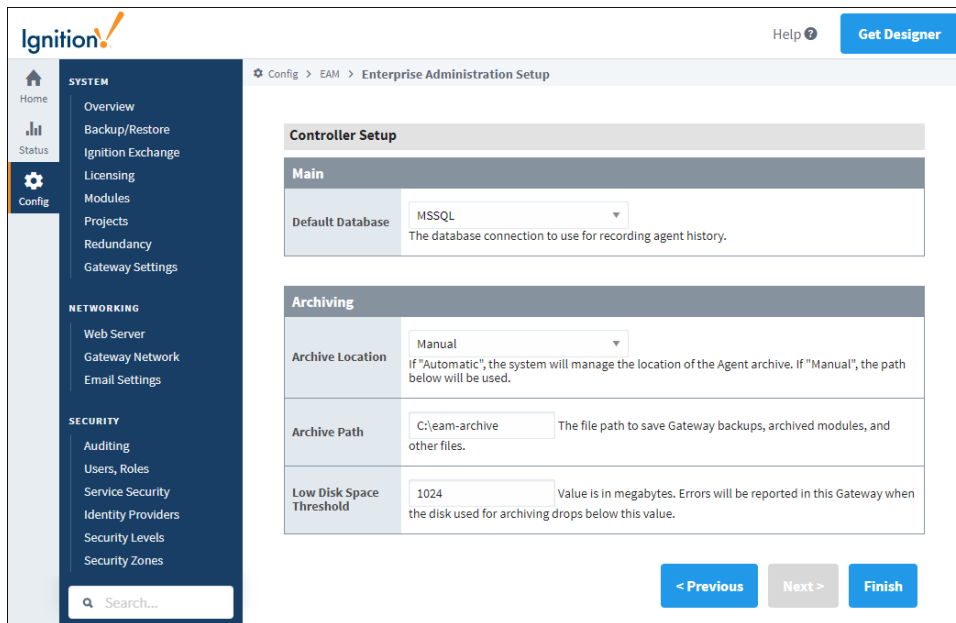 Ignition!
Help ?
Get Designer
Home
Status
Config
SYSTEM
Overview
Backup/Restore
Ignition Exchange
Licensing
Modules
Projects
Redundancy
Gateway Settings
NETWORKING
Web Server
Gateway Network
Email Settings
SECURITY
Auditing
Users, Roles
Service Security
Identity Providers
Security Levels
Security Zones
Search...
Config > EAM > Enterprise Administration Setup
Controller Setup
Main
Default Database
MSSQL
The database connection to use for recording agent history.
Archiving
Archive Location
Manual
If "Automatic", the system will manage the location of the Agent archive. If "Manual", the path
below will be used.
Archive Path
C:\eam-archive The file path to save Gateway backups, archived modules, and
other files.
Low Disk Space
Threshold
1024 Value is in megabytes. Errors will be reported in this Gateway when
the disk used for archiving drops below this value.
< Previous
Next >
Finish